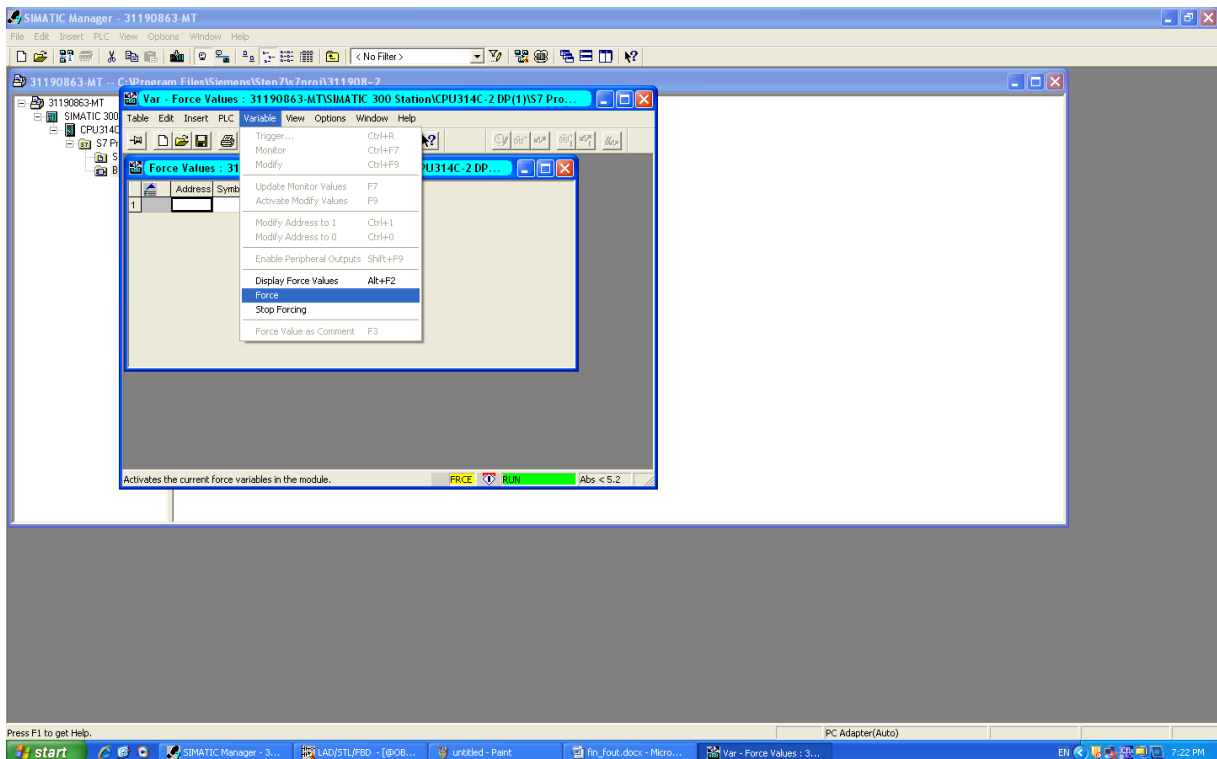 SIMATIC Manager - 31190863-MT
File Edit Insert PLC View Options Window Help
< No Filter >
31190863-MT -- C:\Program Files\Siemens\Step7\s7proj\311908~2
31190863-MT
SIMATIC 300
CPU314C
S7 Pr
S
B
Var - Force Values : 31190863-MT\SIMATIC 300 Station\CPU314C-2 DP(1)\S7 Pro...
Table Edit Insert PLC Variable View Options Window Help
Force Values : 31
PU314C-2 DP...
Address Symb
1
Trigger... Ctrl+R
Monitor Ctrl+F7
Modify Ctrl+F9
Update Monitor Values F7
Activate Modify Values F9
Modify Address to 1 Ctrl+1
Modify Address to 0 Ctrl+0
Enable Peripheral Outputs Shift+F9
Display Force Values Alt+F2
Force
Stop Forcing
Force Value as Comment F3
Activates the current force variables in the module. FRCE RUN Abs < 5.2
Press F1 to get Help. PC Adapter(Auto)
start SIMATIC Manager - 3... LAD/STL/FBD - [@OB... untitled - Paint fin_fout.docx - Micro... Var - Force Values : 3... EN 7:22 PM